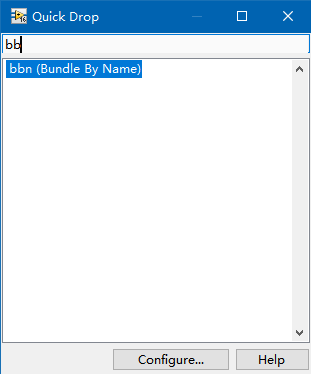 Quick Drop
bb
bbn (Bundle By Name)
Configure...
Help